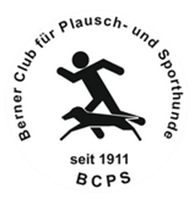 Berner Club für Plausch- und Sporthunde
seit 1911
BCPS